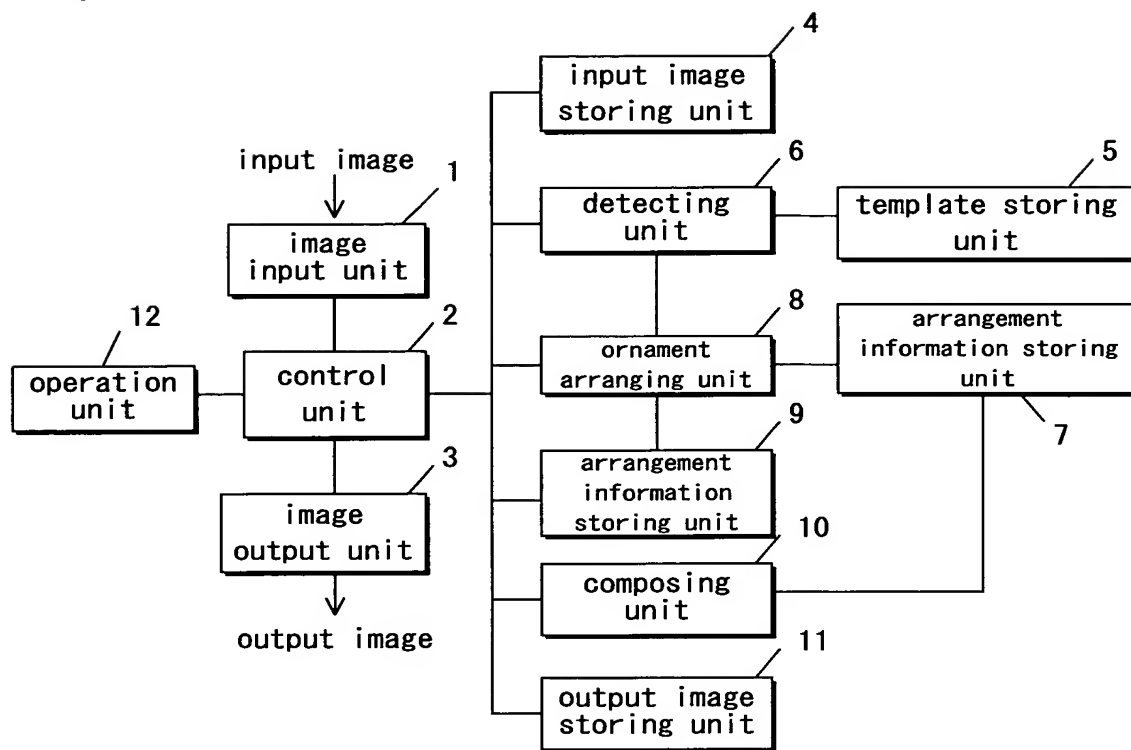 4
input image
storing unit
input image
1
image
input unit
6
detecting
unit
5
template storing
unit
12
operation
unit
2
control
unit
8
ornament
arranging unit
arrangement
information storing
unit
7
3
image
output unit
output image
9
arrangement
information
storing unit
10
composing
unit
11
output image
storing unit